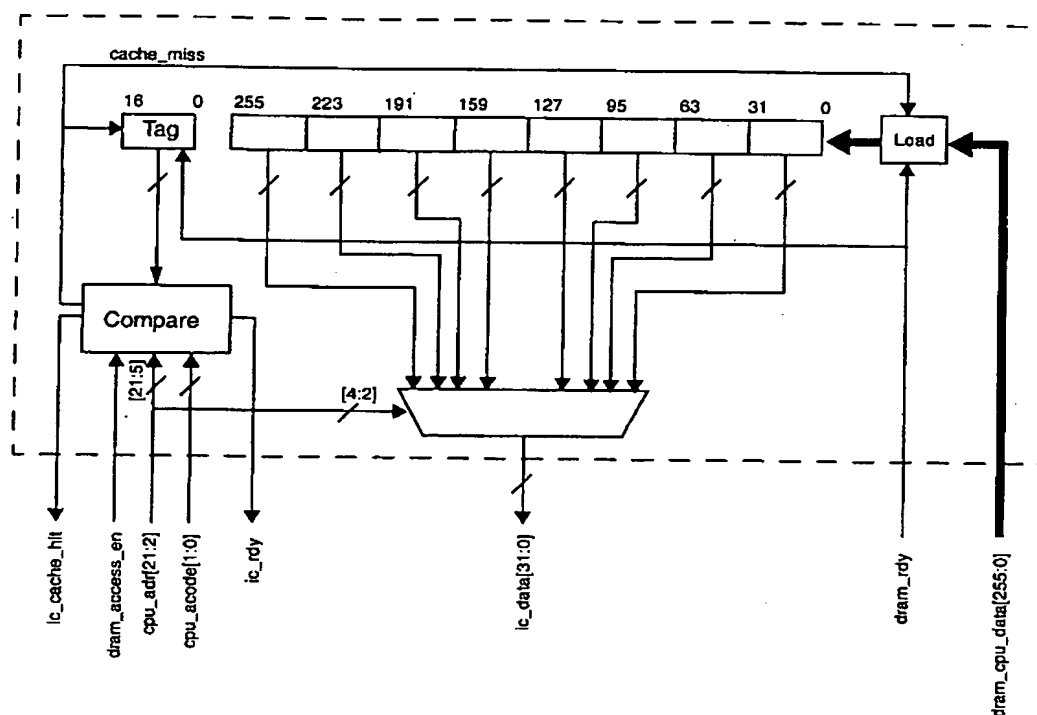 cache_miss
16 0 255 223 191 159 127 95 63 31 0
Tag
Load
Compare
[21:5]
[4:2]
ic_cache_hit
dram_access_en
cpu_adr[21:2]
cpu_acode[1:0]
ic_rdy
ic_data[31:0]
dram_rdy
dram_cpu_data[255:0]